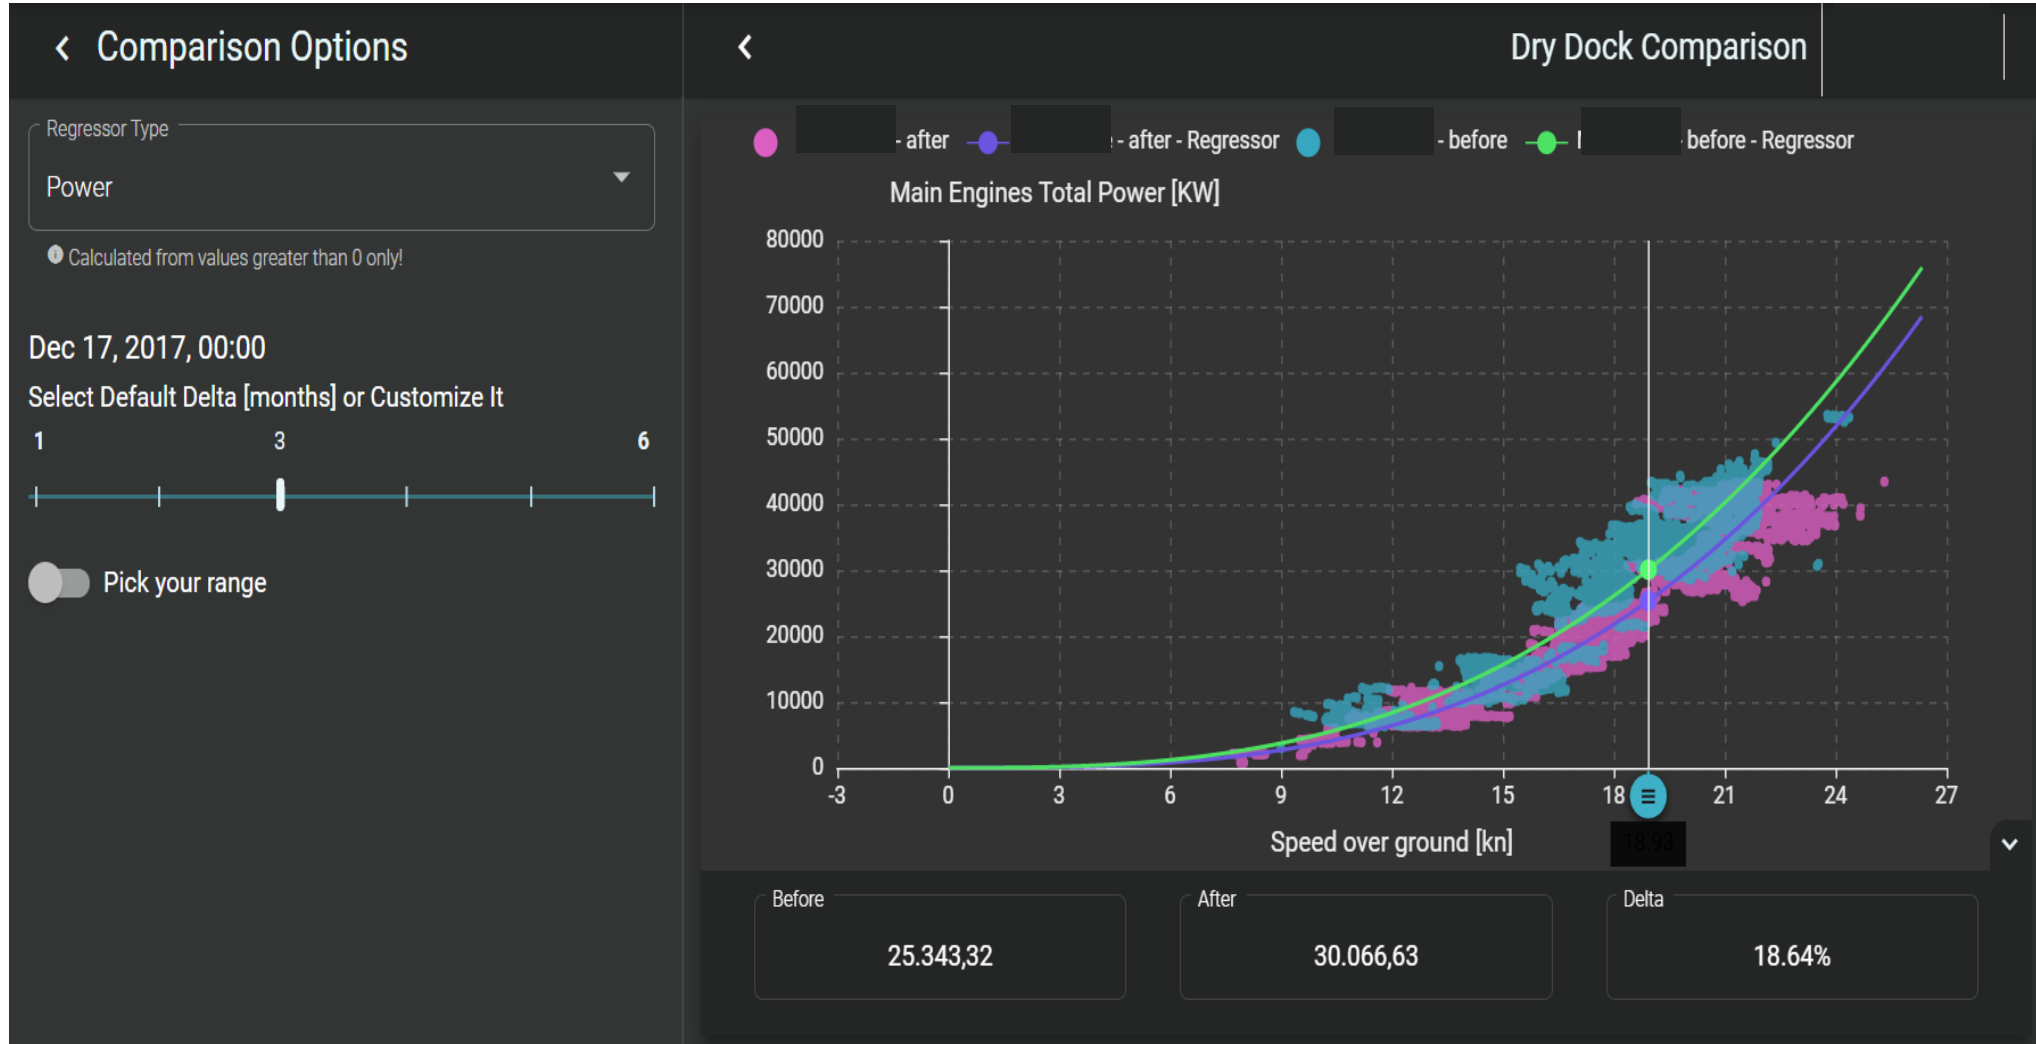 Comparison Options
Dry Dock Comparison
Regressor Type
Power
Calculated from values greater than 0 only!
Dec 17, 2017, 00:00
Select Default Delta [months] or Customize It
1 3 6
Pick your range
- after - after - Regressor - before before - Regressor
Main Engines Total Power [KW]
80000
70000
60000
50000
40000
30000
20000
10000
0
-3 0 3 6 9 12 15 18 21 24 27
18.93
Speed over ground [kn]
Before
25.343,32
After
30.066,63
Delta
18.64%